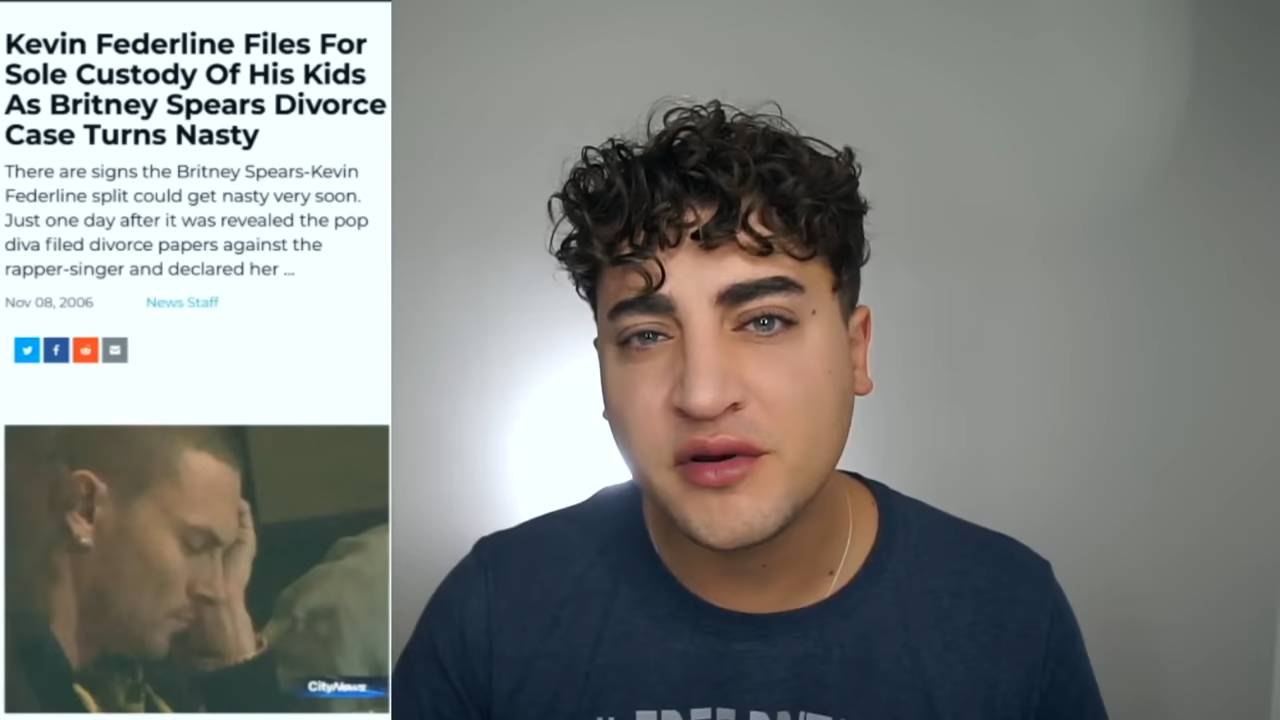 Kevin Federline Files For
Sole Custody Of His Kids
As Britney Spears Divorce
Case Turns Nasty
There are signs the Britney Spears-Kevin
Federline split could get nasty very soon.
Just one day after it was revealed the pop
diva filed divorce papers against the
rapper-singer and declared her ...
Nov 08, 2006 News Staff
CityNews